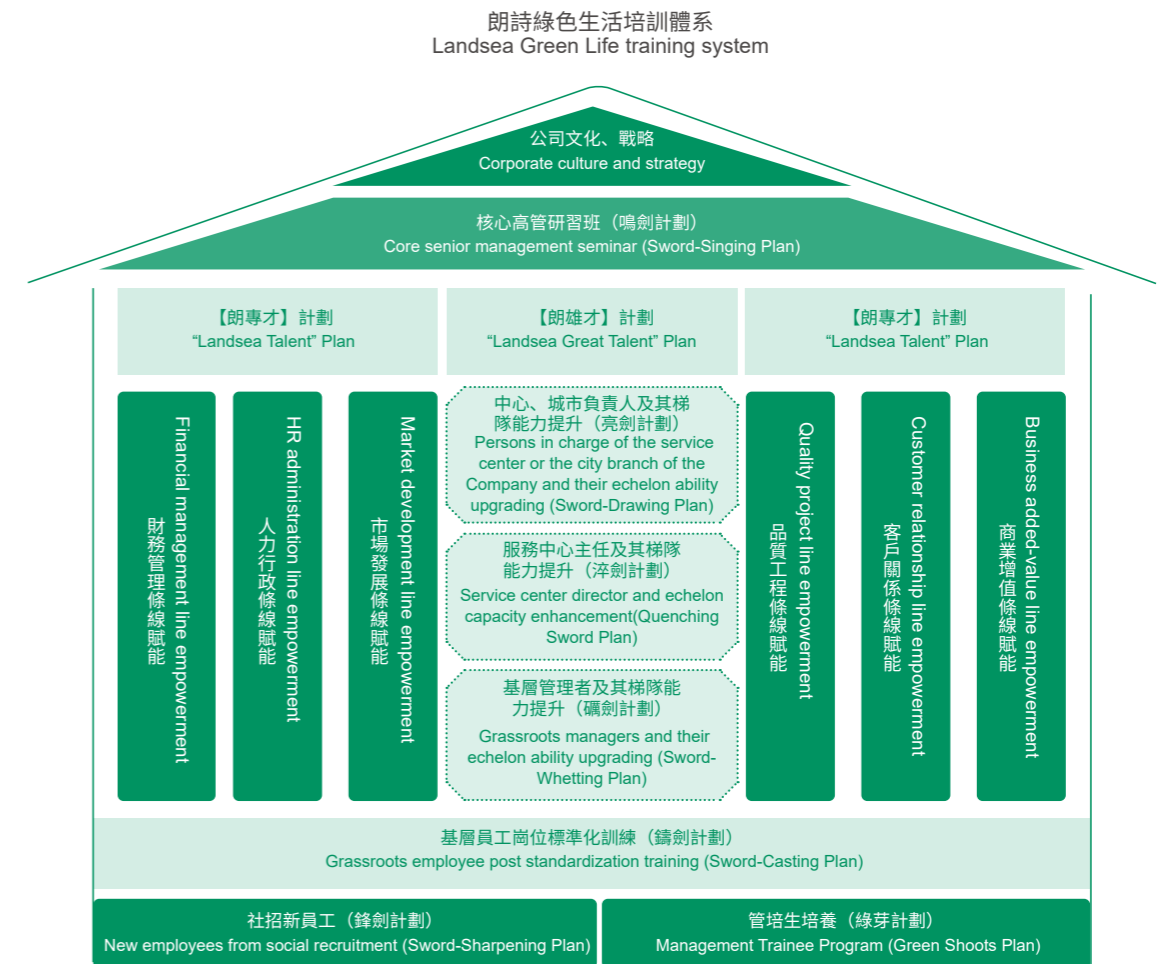 朗詩綠色生活培訓體系
Landsea Green Life training system
公司文化、戰略
Corporate culture and strategy
核心高管研習班（鳴劍計劃）
Core senior management seminar (Sword-Singing Plan)
【朗專才】計劃
“Landsea Talent” Plan
【朗雄才】計劃
“Landsea Great Talent” Plan
【朗專才】計劃
“Landsea Talent” Plan
財務管理條線賦能
Financial management line empowerment
人力行政條線賦能
HR administration line empowerment
市場發展條線賦能
Market development line empowerment
中心、城市負責人及其梯
隊能力提升（亮劍計劃）
Persons in charge of the service
center or the city branch of the
Company and their echelon ability
upgrading (Sword-Drawing Plan)
服務中心主任及其梯隊
能力提升（淬劍計劃）
Service center director and echelon
capacity enhancement(Quenching
Sword Plan)
基層管理者及其梯隊能
力提升（礪劍計劃）
Grassroots managers and their
echelon ability upgrading (Sword-
Whetting Plan)
品質工程條線賦能
Quality project line empowerment
客戶關係條線賦能
Customer relationship line empowerment
商業增值條線賦能
Business added-value line empowerment
基層員工崗位標準化訓練（鑄劍計劃）
Grassroots employee post standardization training (Sword-Casting Plan)
社招新員工（鋒劍計劃）
New employees from social recruitment (Sword-Sharpening Plan)
管培生培養（綠芽計劃）
Management Trainee Program (Green Shoots Plan)